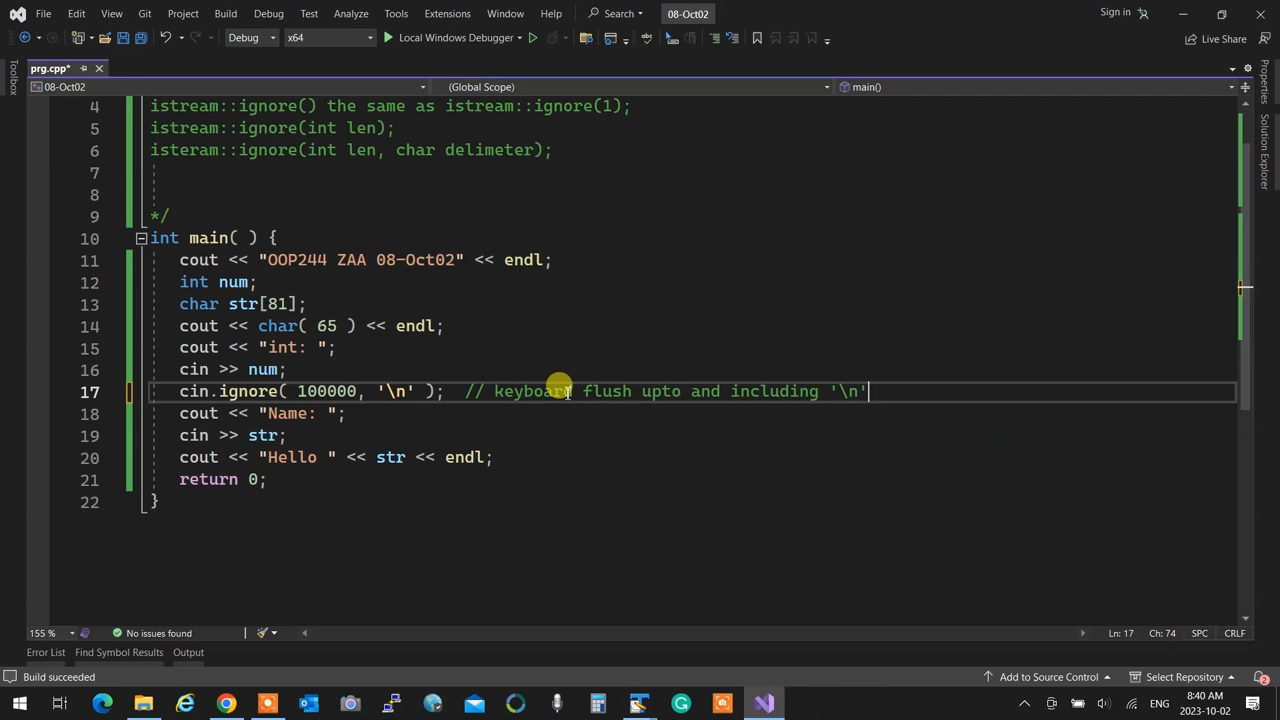 File Edit View Git Project Build Debug Test Analyze Tools Extensions Window Help Search 08-Oct02 Sign in
Debug x64 Local Windows Debugger Live Share
prg.cpp*
08-Oct02 (Global Scope) main()
Toolbox
Properties
Solution Explorer
4 istream::ignore() the same as istream::ignore(1);
5 istream::ignore(int len);
6 isteram::ignore(int len, char delimeter);
7
8
9 */
10 int main( ) {
11 cout << "OOP244 ZAA 08-Oct02" << endl;
12 int num;
13 char str[81];
14 cout << char( 65 ) << endl;
15 cout << "int: ";
16 cin >> num;
17 cin.ignore( 100000, '\n' ); // keyboard flush upto and including '\n'
18 cout << "Name: ";
19 cin >> str;
20 cout << "Hello " << str << endl;
21 return 0;
22 }
155 % No issues found Ln: 17 Ch: 74 SPC CRLF
Error List Find Symbol Results Output
Build succeeded Add to Source Control Select Repository 2
ENG 8:40 AM
2023-10-02